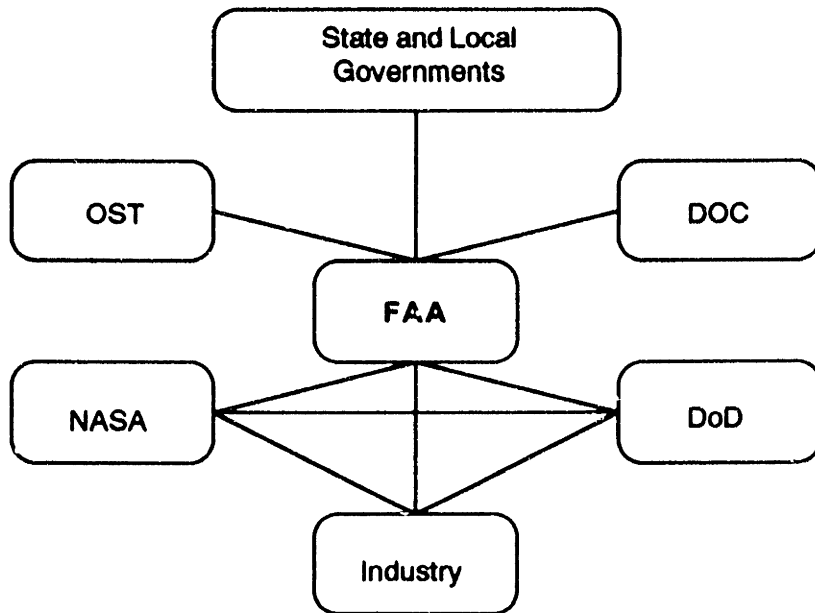 State and Local
Governments
OST
DOC
FAA
NASA
DoD
Industry